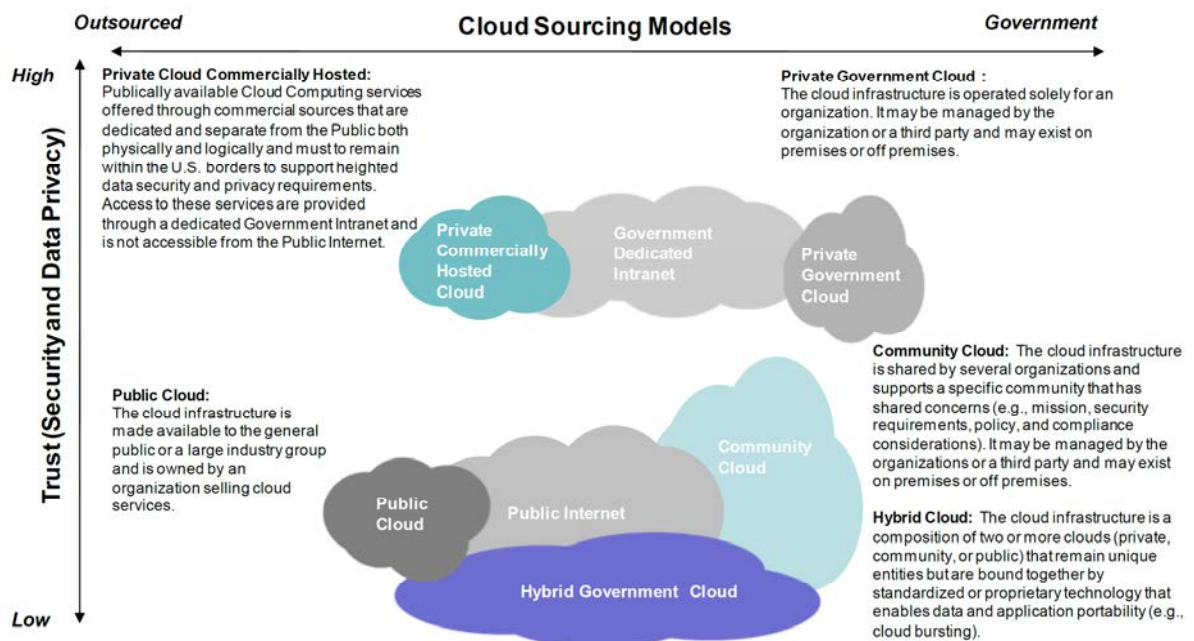 Outsourced
Cloud Sourcing Models
Government
High
Trust (Security and Data Privacy)
Low
Private Cloud Commercially Hosted:
Publically available Cloud Computing services
offered through commercial sources that are
dedicated and separate from the Public both
physically and logically and must to remain
within the U.S. borders to support heighted
data security and privacy requirements.
Access to these services are provided
through a dedicated Government Intranet and
is not accessible from the Public Internet.
Private Government Cloud :
The cloud infrastructure is operated solely for an
organization. It may be managed by the
organization or a third party and may exist on
premises or off premises.
Private
Commercially
Hosted
Cloud
Government
Dedicated
Intranet
Private
Government
Cloud
Public Cloud:
The cloud infrastructure is
made available to the general
public or a large industry group
and is owned by an
organization selling cloud
services.
Public
Cloud
Public Internet
Community
Cloud
Hybrid Government Cloud
Community Cloud: The cloud infrastructure
is shared by several organizations and
supports a specific community that has
shared concerns (e.g., mission, security
requirements, policy, and compliance
considerations). It may be managed by the
organizations or a third party and may exist
on premises or off premises.
Hybrid Cloud: The cloud infrastructure is a
composition of two or more clouds (private,
community, or public) that remain unique
entities but are bound together by
standardized or proprietary technology that
enables data and application portability (e.g.,
cloud bursting).